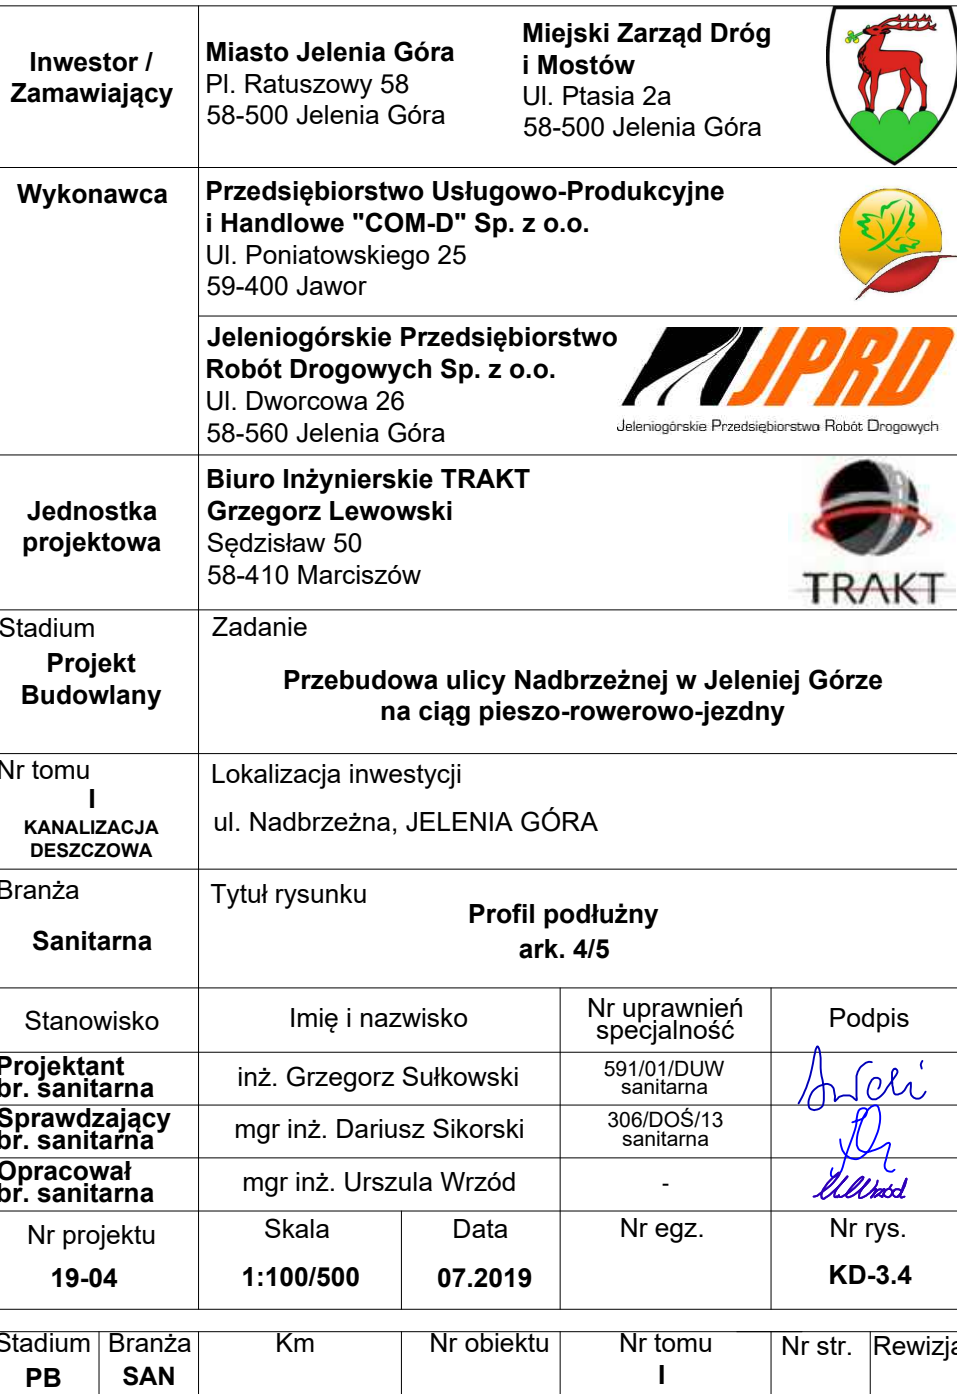 Inwestor /
Zamawiający
Miasto Jelenia Góra
Pl. Ratuszowy 58
58-500 Jelenia Góra
Miejski Zarząd Dróg
i Mostów
Ul. Ptasia 2a
58-500 Jelenia Góra
Wykonawca
Przedsiębiorstwo Usługowo-Produkcyjne
i Handlowe "COM-D" Sp. z o.o.
Ul. Poniatowskiego 25
59-400 Jawor
Jeleniogórskie Przedsiębiorstwo
Robót Drogowych Sp. z o.o.
Ul. Dworcowa 26
58-560 Jelenia Góra
JPRD
Jeleniogórskie Przedsiębiorstwo Robót Drogowych
Jednostka
projektowa
Biuro Inżynierskie TRAKT
Grzegorz Lewowski
Sędzisław 50
58-410 Marciszów
TRAKT
Stadium
Projekt
Budowlany
Zadanie
Przebudowa ulicy Nadbrzeżnej w Jeleniej Górze
na ciąg pieszo-rowerowo-jezdny
Nr tomu
I
KANALIZACJA
DESZCZOWA
Lokalizacja inwestycji
ul. Nadbrzeżna, JELENIA GÓRA
Branża
Sanitarna
Tytuł rysunku
Profil podłużny
ark. 4/5
Stanowisko
Imię i nazwisko
Nr uprawnień
specjalność
Podpis
Projektant
br. sanitarna
inż. Grzegorz Sułkowski
591/01/DUW
sanitarna
Sprawdzający
br. sanitarna
mgr inż. Dariusz Sikorski
306/DOŚ/13
sanitarna
Opracował
br. sanitarna
mgr inż. Urszula Wrzód
-
Nr projektu
19-04
Skala
1:100/500
Data
07.2019
Nr egz.
Nr rys.
KD-3.4
Stadium
PB
Branża
SAN
Km
Nr obiektu
Nr tomu
I
Nr str.
Rewizja